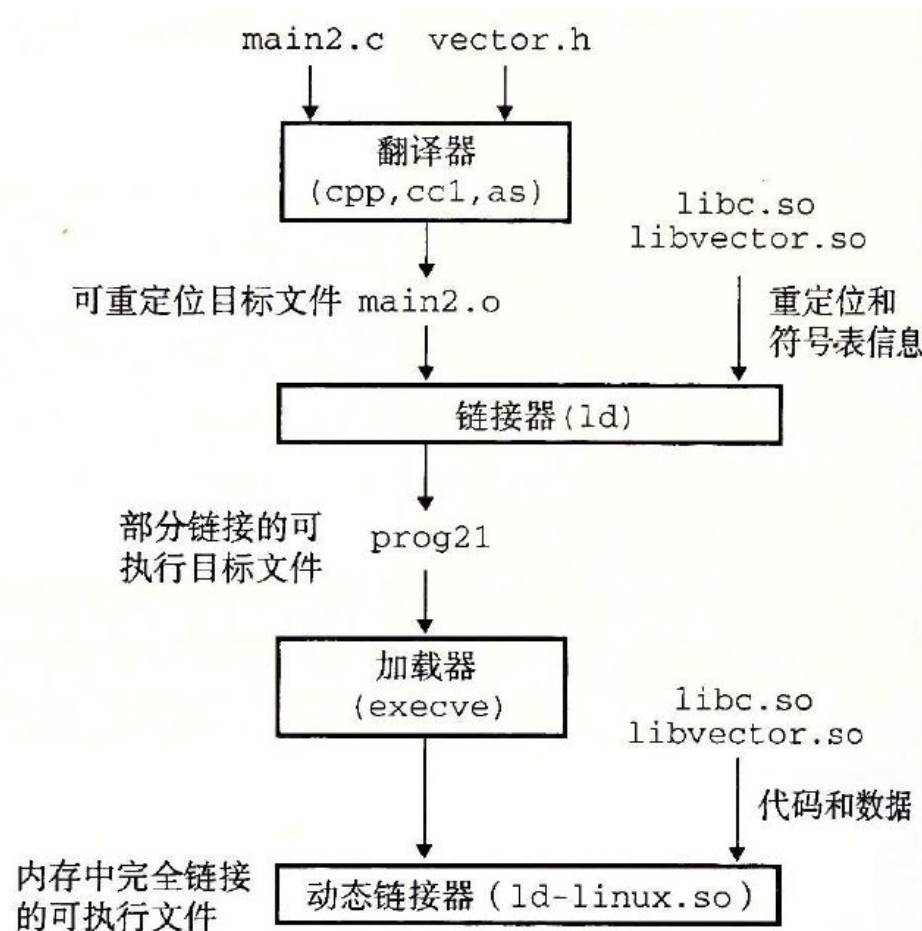 main2.c vector.h
翻译器
(cpp,cc1,as)
libc.so
libvector.so
可重定位目标文件 main2.o
重定位和
符号表信息
链接器(ld)
部分链接的可
执行目标文件
prog21
加载器
(execve)
libc.so
libvector.so
代码和数据
内存中完全链接
的可执行文件
动态链接器(ld-linux.so)